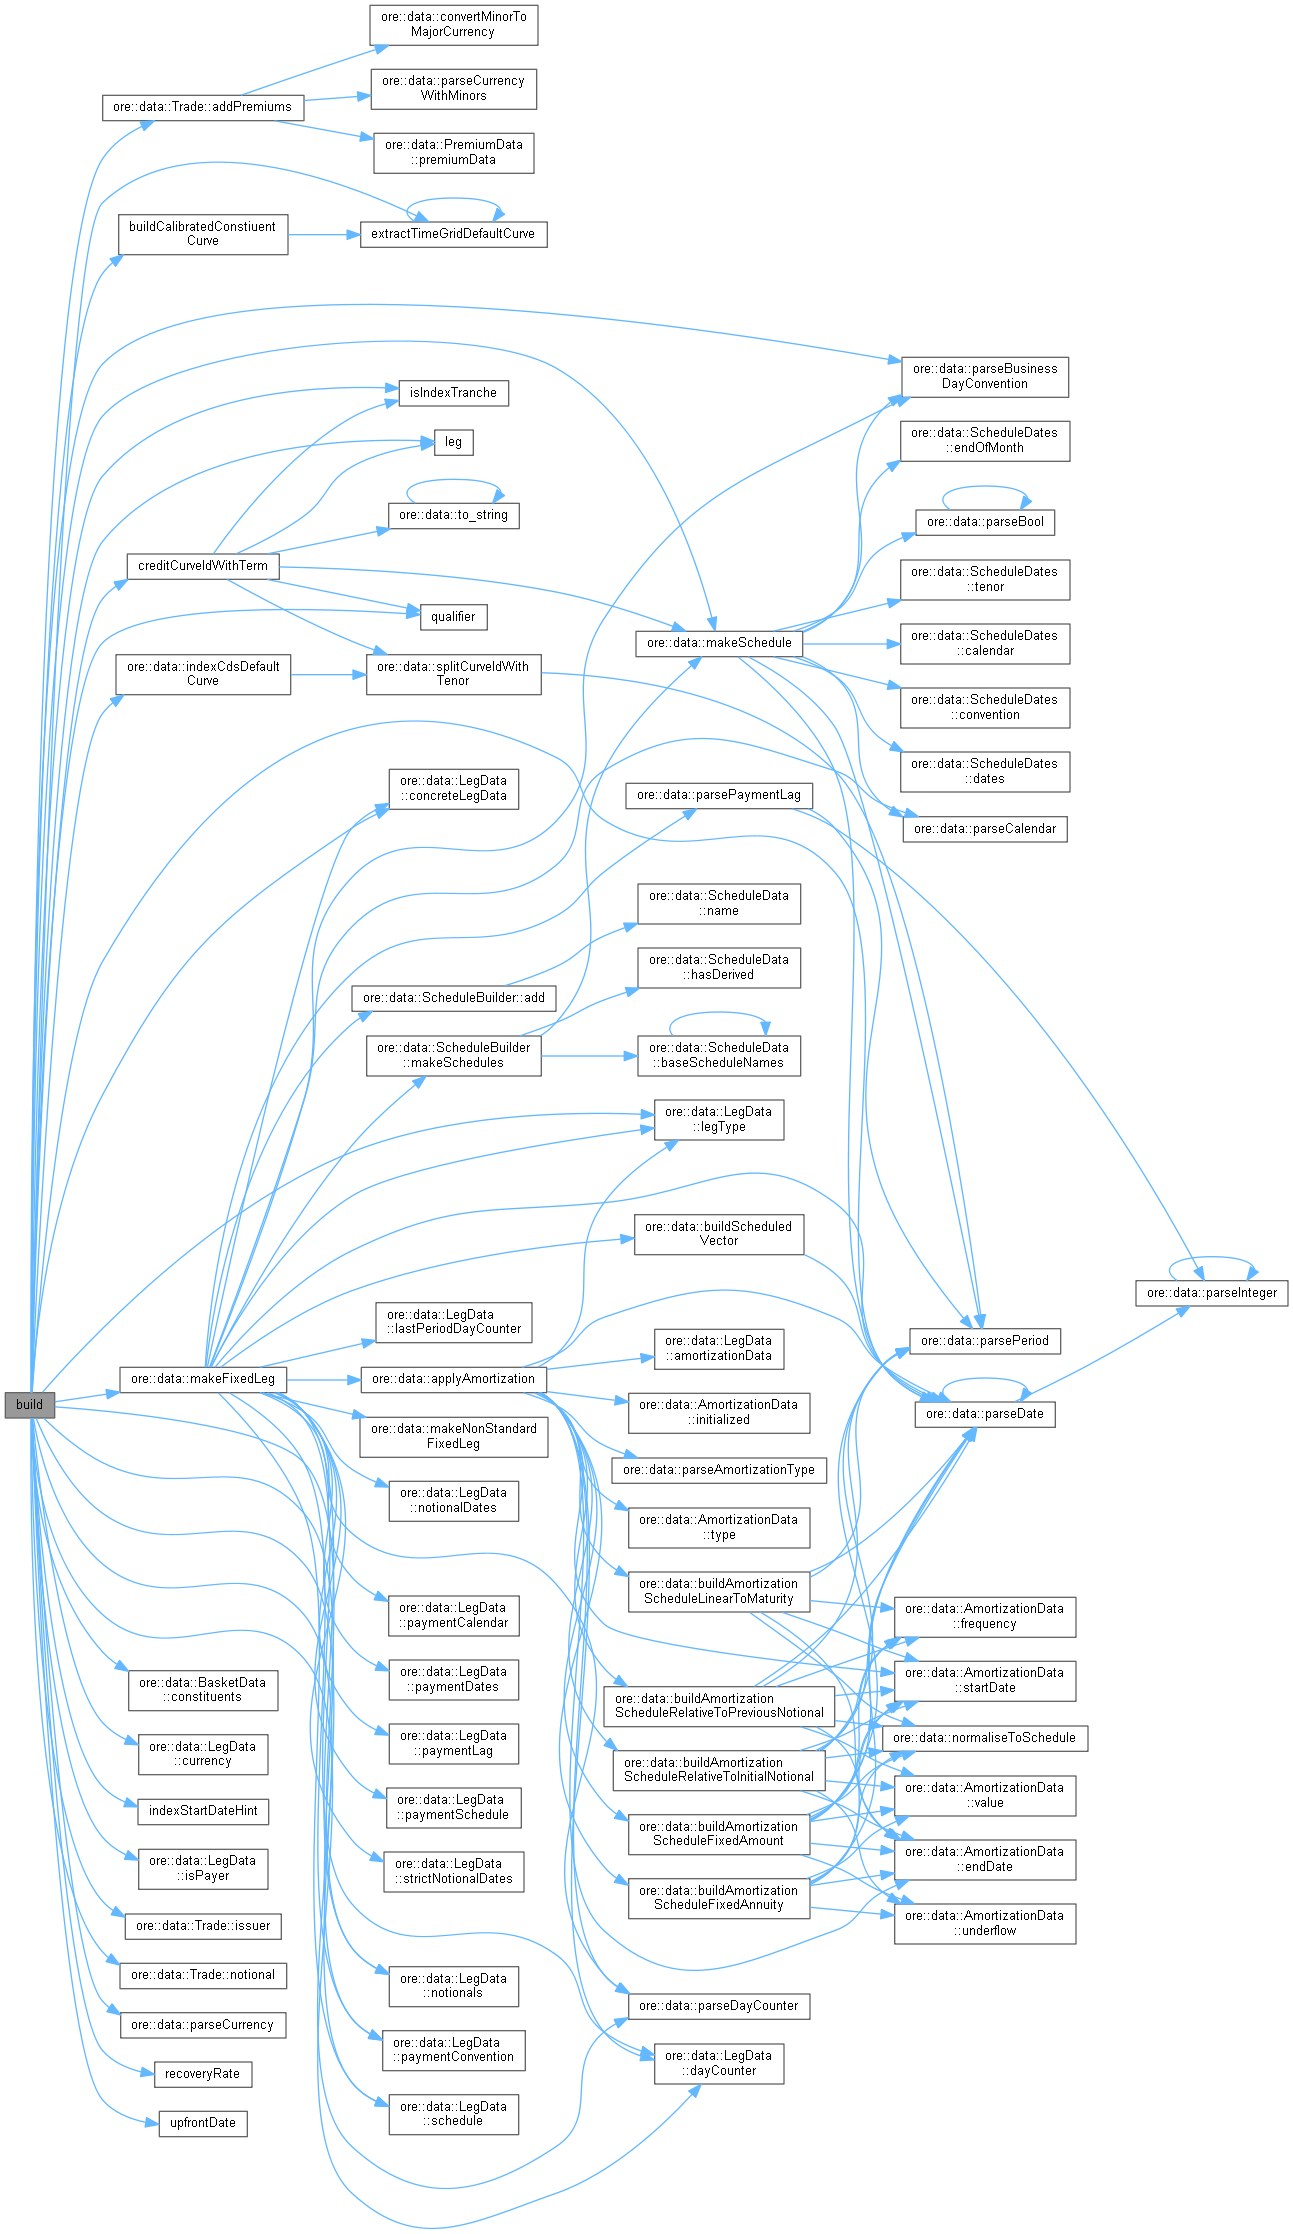 ore::data::convertMinorTo
MajorCurrency
ore::data::parseCurrency
WithMinors
ore::data::Trade::addPremiums
ore::data::PremiumData
::premiumData
buildCalibratedConstiuent
Curve
extractTimeGridDefaultCurve
ore::data::parseBusiness
DayConvention
isIndexTranche
ore::data::ScheduleDates
::endOfMonth
leg
ore::data::to_string
ore::data::parseBool
creditCurveIdWithTerm
ore::data::ScheduleDates
::tenor
qualifier
ore::data::makeSchedule
ore::data::ScheduleDates
::calendar
ore::data::indexCdsDefault
Curve
ore::data::splitCurveIdWith
Tenor
ore::data::ScheduleDates
::convention
ore::data::ScheduleDates
::dates
ore::data::LegData
::concreteLegData
ore::data::parsePaymentLag
ore::data::parseCalendar
ore::data::ScheduleData
::name
ore::data::ScheduleData
::hasDerived
ore::data::ScheduleBuilder::add
ore::data::ScheduleBuilder
::makeSchedules
ore::data::ScheduleData
::baseScheduleNames
ore::data::LegData
::legType
ore::data::buildScheduled
Vector
ore::data::parseInteger
ore::data::LegData
::lastPeriodDayCounter
ore::data::parsePeriod
ore::data::LegData
::amortizationData
ore::data::makeFixedLeg
ore::data::applyAmortization
build
ore::data::AmortizationData
::initialized
ore::data::parseDate
ore::data::makeNonStandard
FixedLeg
ore::data::parseAmortizationType
ore::data::LegData
::notionalDates
ore::data::AmortizationData
::type
ore::data::buildAmortization
ScheduleLinearToMaturity
ore::data::LegData
::paymentCalendar
ore::data::AmortizationData
::frequency
ore::data::BasketData
::constituents
ore::data::LegData
::paymentDates
ore::data::buildAmortization
ScheduleRelativeToPreviousNotional
ore::data::AmortizationData
::startDate
ore::data::LegData
::currency
ore::data::LegData
::paymentLag
ore::data::buildAmortization
ScheduleRelativeToInitialNotional
ore::data::normaliseToSchedule
indexStartDateHint
ore::data::LegData
::paymentSchedule
ore::data::buildAmortization
ScheduleFixedAmount
ore::data::AmortizationData
::value
ore::data::LegData
::isPayer
ore::data::LegData
::strictNotionalDates
ore::data::buildAmortization
ScheduleFixedAnnuity
ore::data::AmortizationData
::endDate
ore::data::Trade::issuer
ore::data::AmortizationData
::underflow
ore::data::Trade::notional
ore::data::LegData
::notionals
ore::data::parseDayCounter
ore::data::parseCurrency
ore::data::LegData
::paymentConvention
recoveryRate
ore::data::LegData
::dayCounter
upfrontDate
ore::data::LegData
::schedule